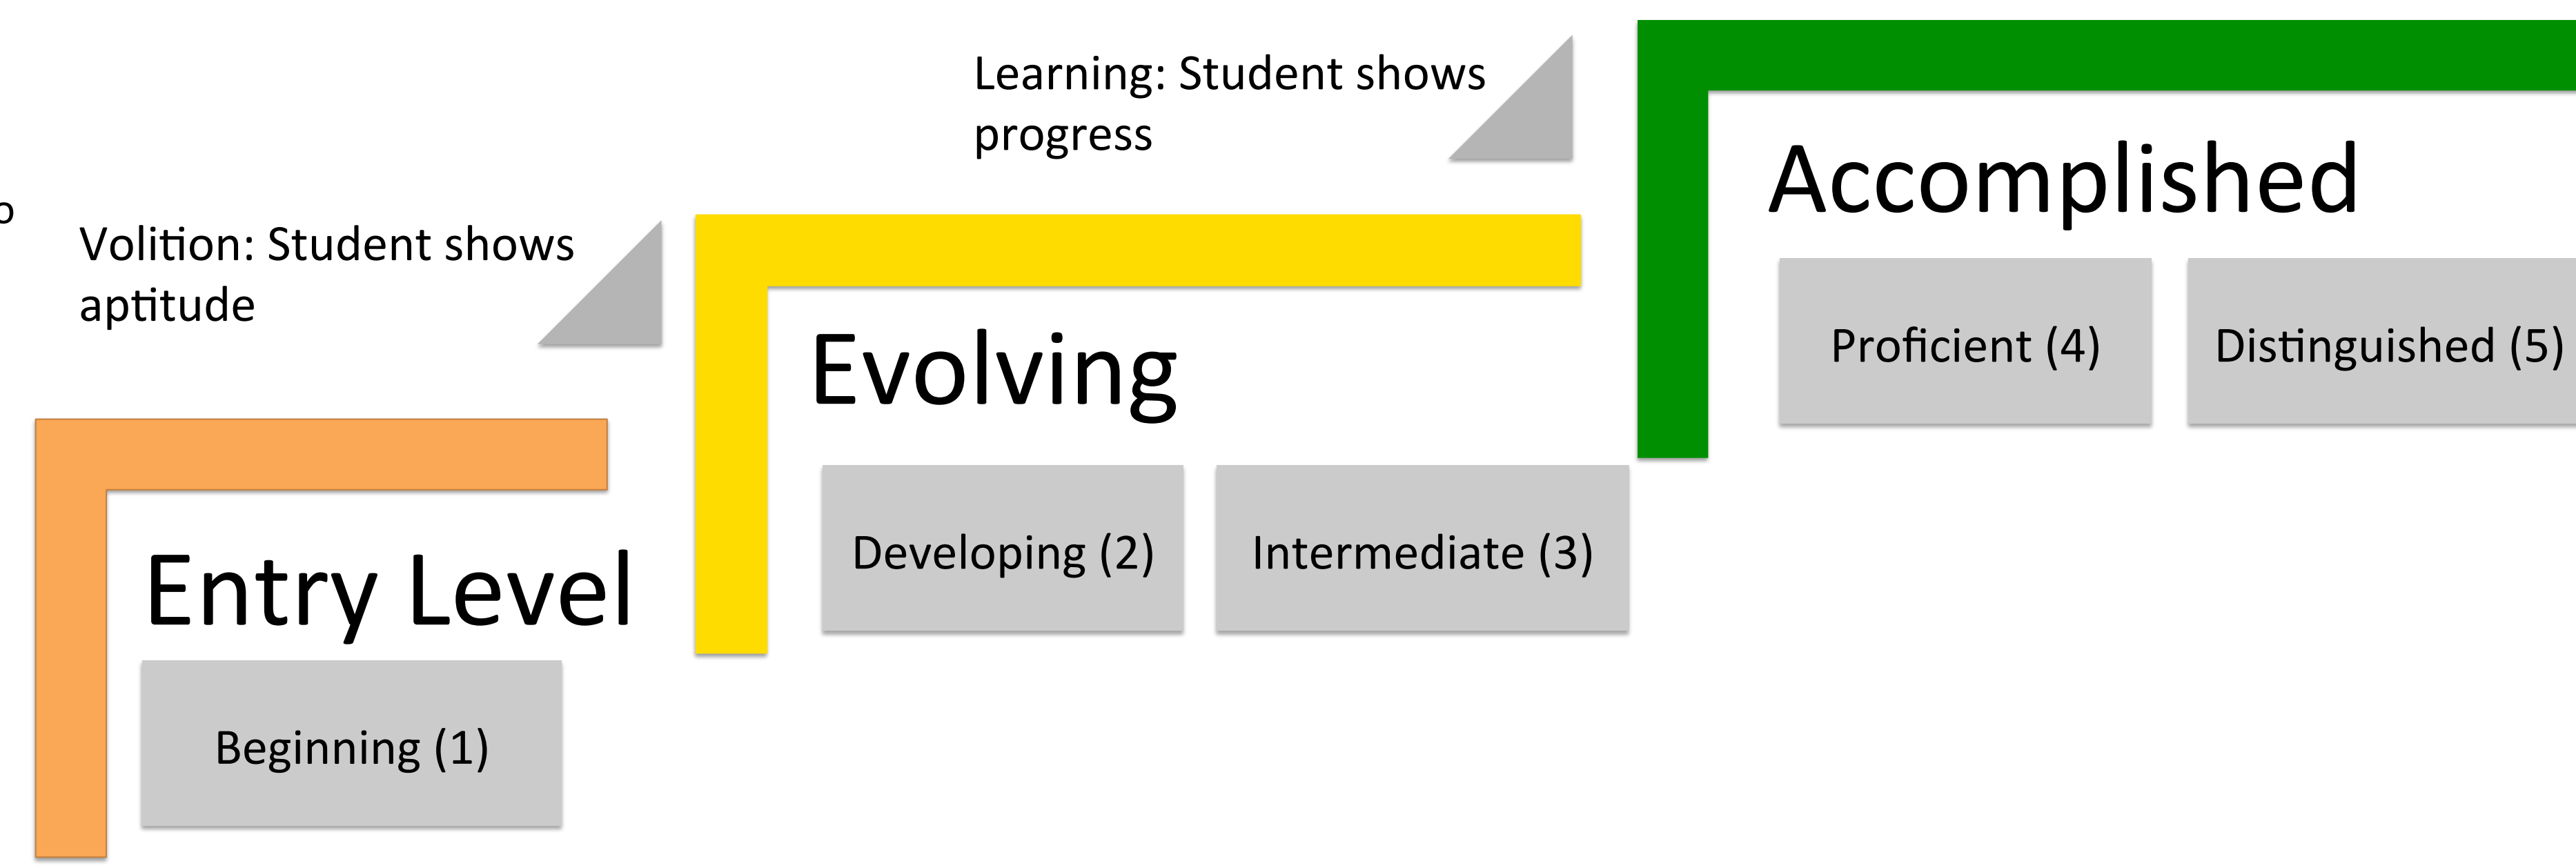 Learning: Student shows
progress
Accomplished
Proficient (4)
Distinguished (5)
o
Volition: Student shows
aptitude
Evolving
Developing (2)
Intermediate (3)
Entry Level
Beginning (1)